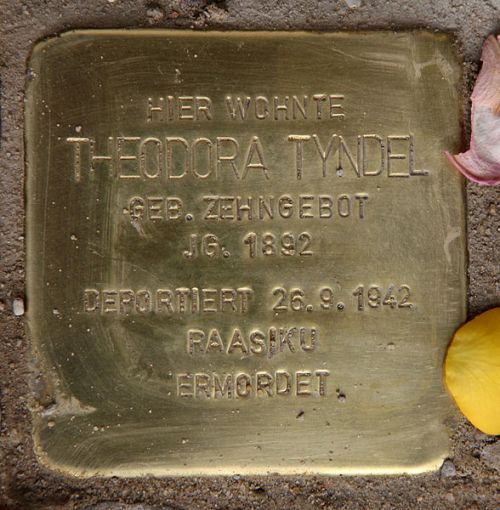 HIER WOHNTE
THEODORA TYNDEL
GEB. ZEHNGEBOT
JG. 1892
DEPORTIERT 26.9.1942
RAASIKU
ERMORDET